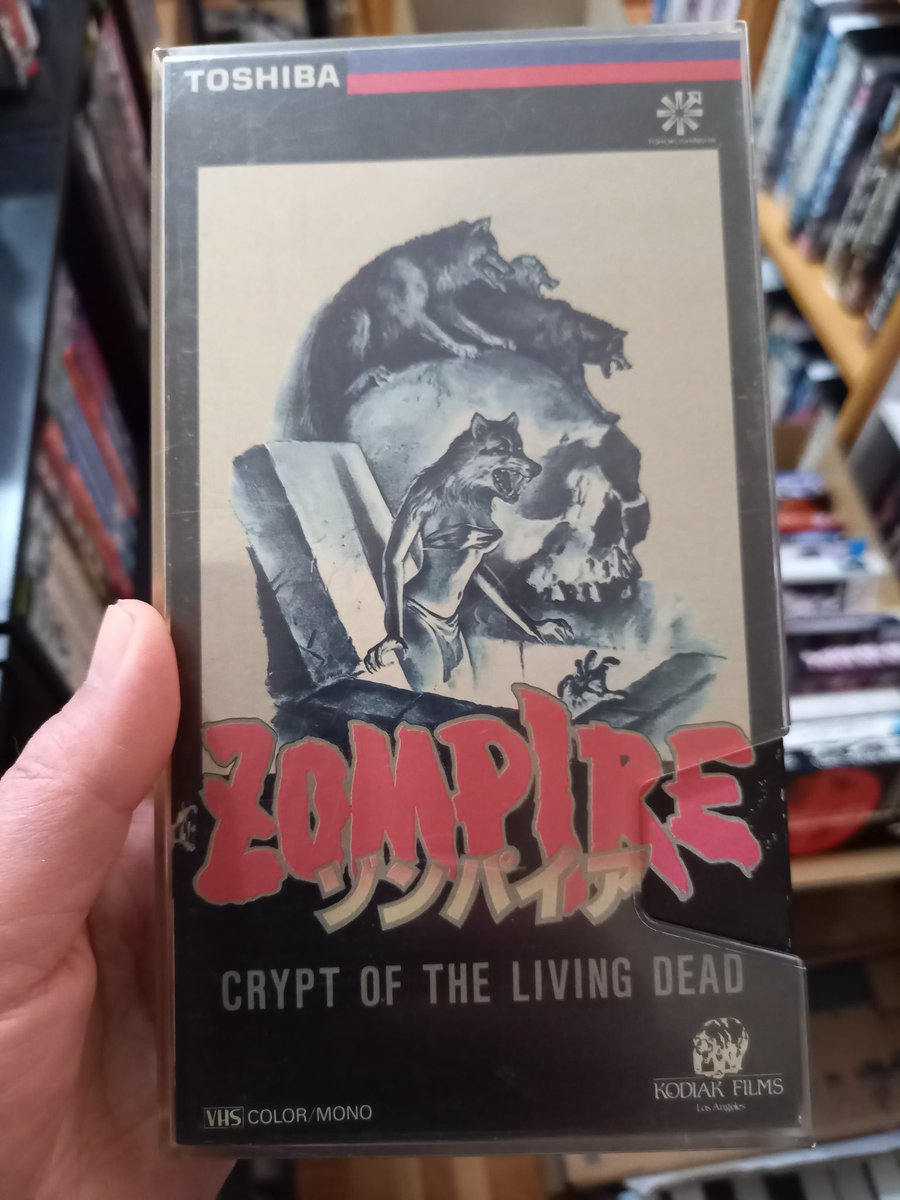 TOSHIBA
TOHOKUSHINSHA
ZOMPIRE
ゾンパイア
CRYPT OF THE LIVING DEAD
KODIAK FILMS
Los Angeles
VHS COLOR/MONO